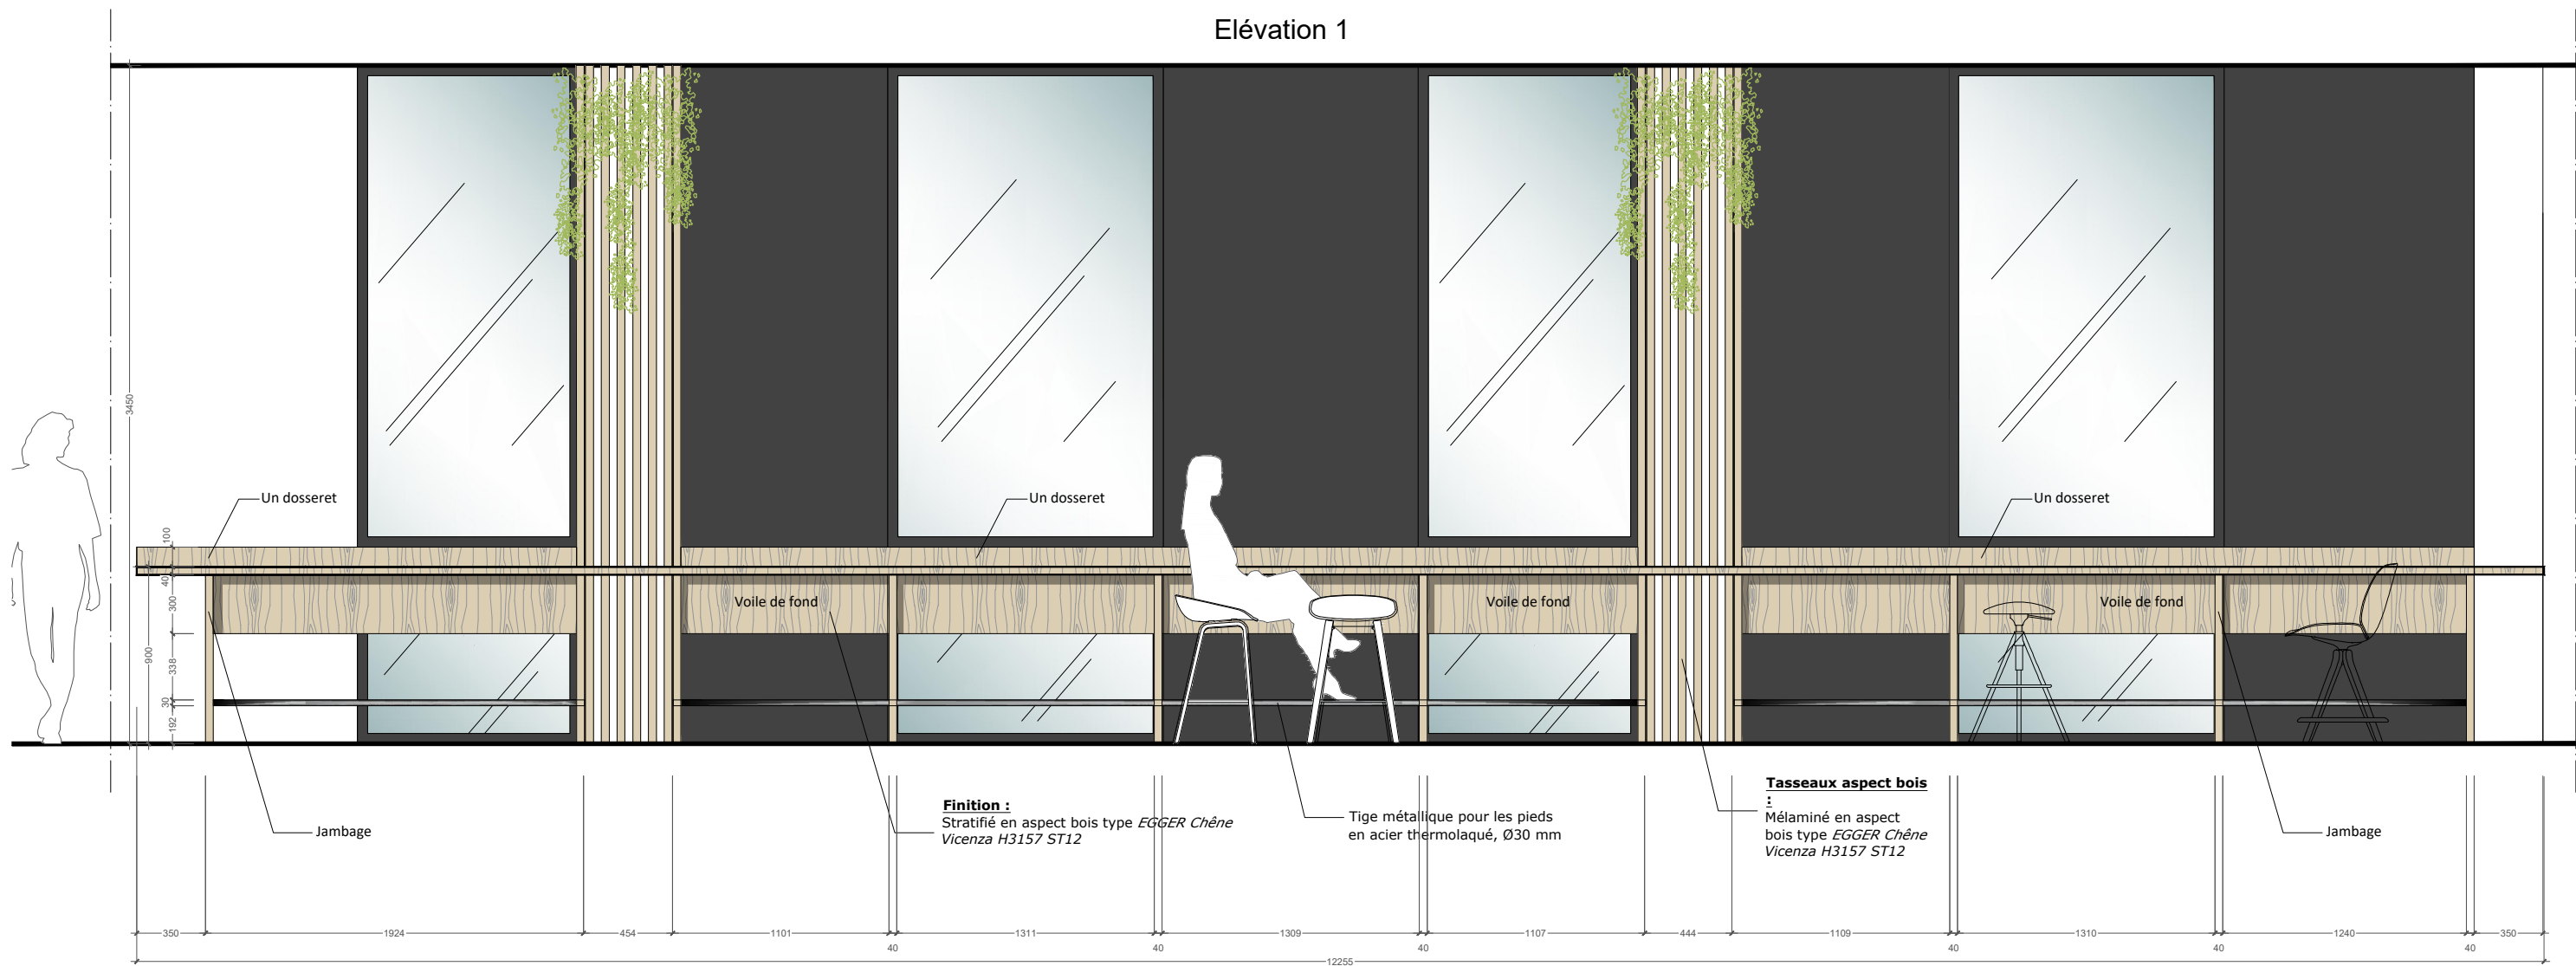 Elévation 1
3450
Un dosseret
Un dosseret
Un dosseret
100
40
300
900
338
30
192
Voile de fond
Voile de fond
Voile de fond
Jambage
Finition :
Stratifié en aspect bois type EGGER Chêne
Vicenza H3157 ST12
Tige métallique pour les pieds
en acier thermolaqué, Ø30 mm
Tasseaux aspect bois
:
Mélaminé en aspect
bois type EGGER Chêne
Vicenza H3157 ST12
Jambage
350 1924 454 1101 1311 1309 1107 444 1109 1310 1240 350
40 40 40 40 40 40
12255